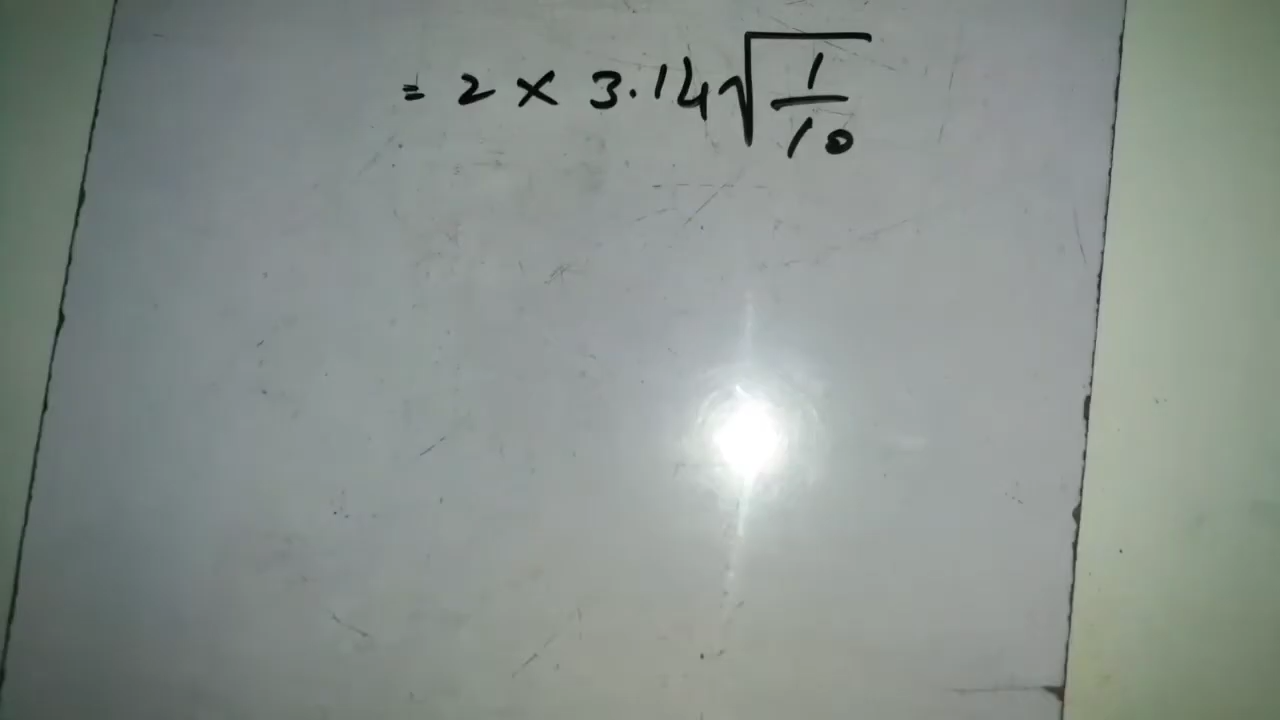 = 2 × 3.14√(1/10)